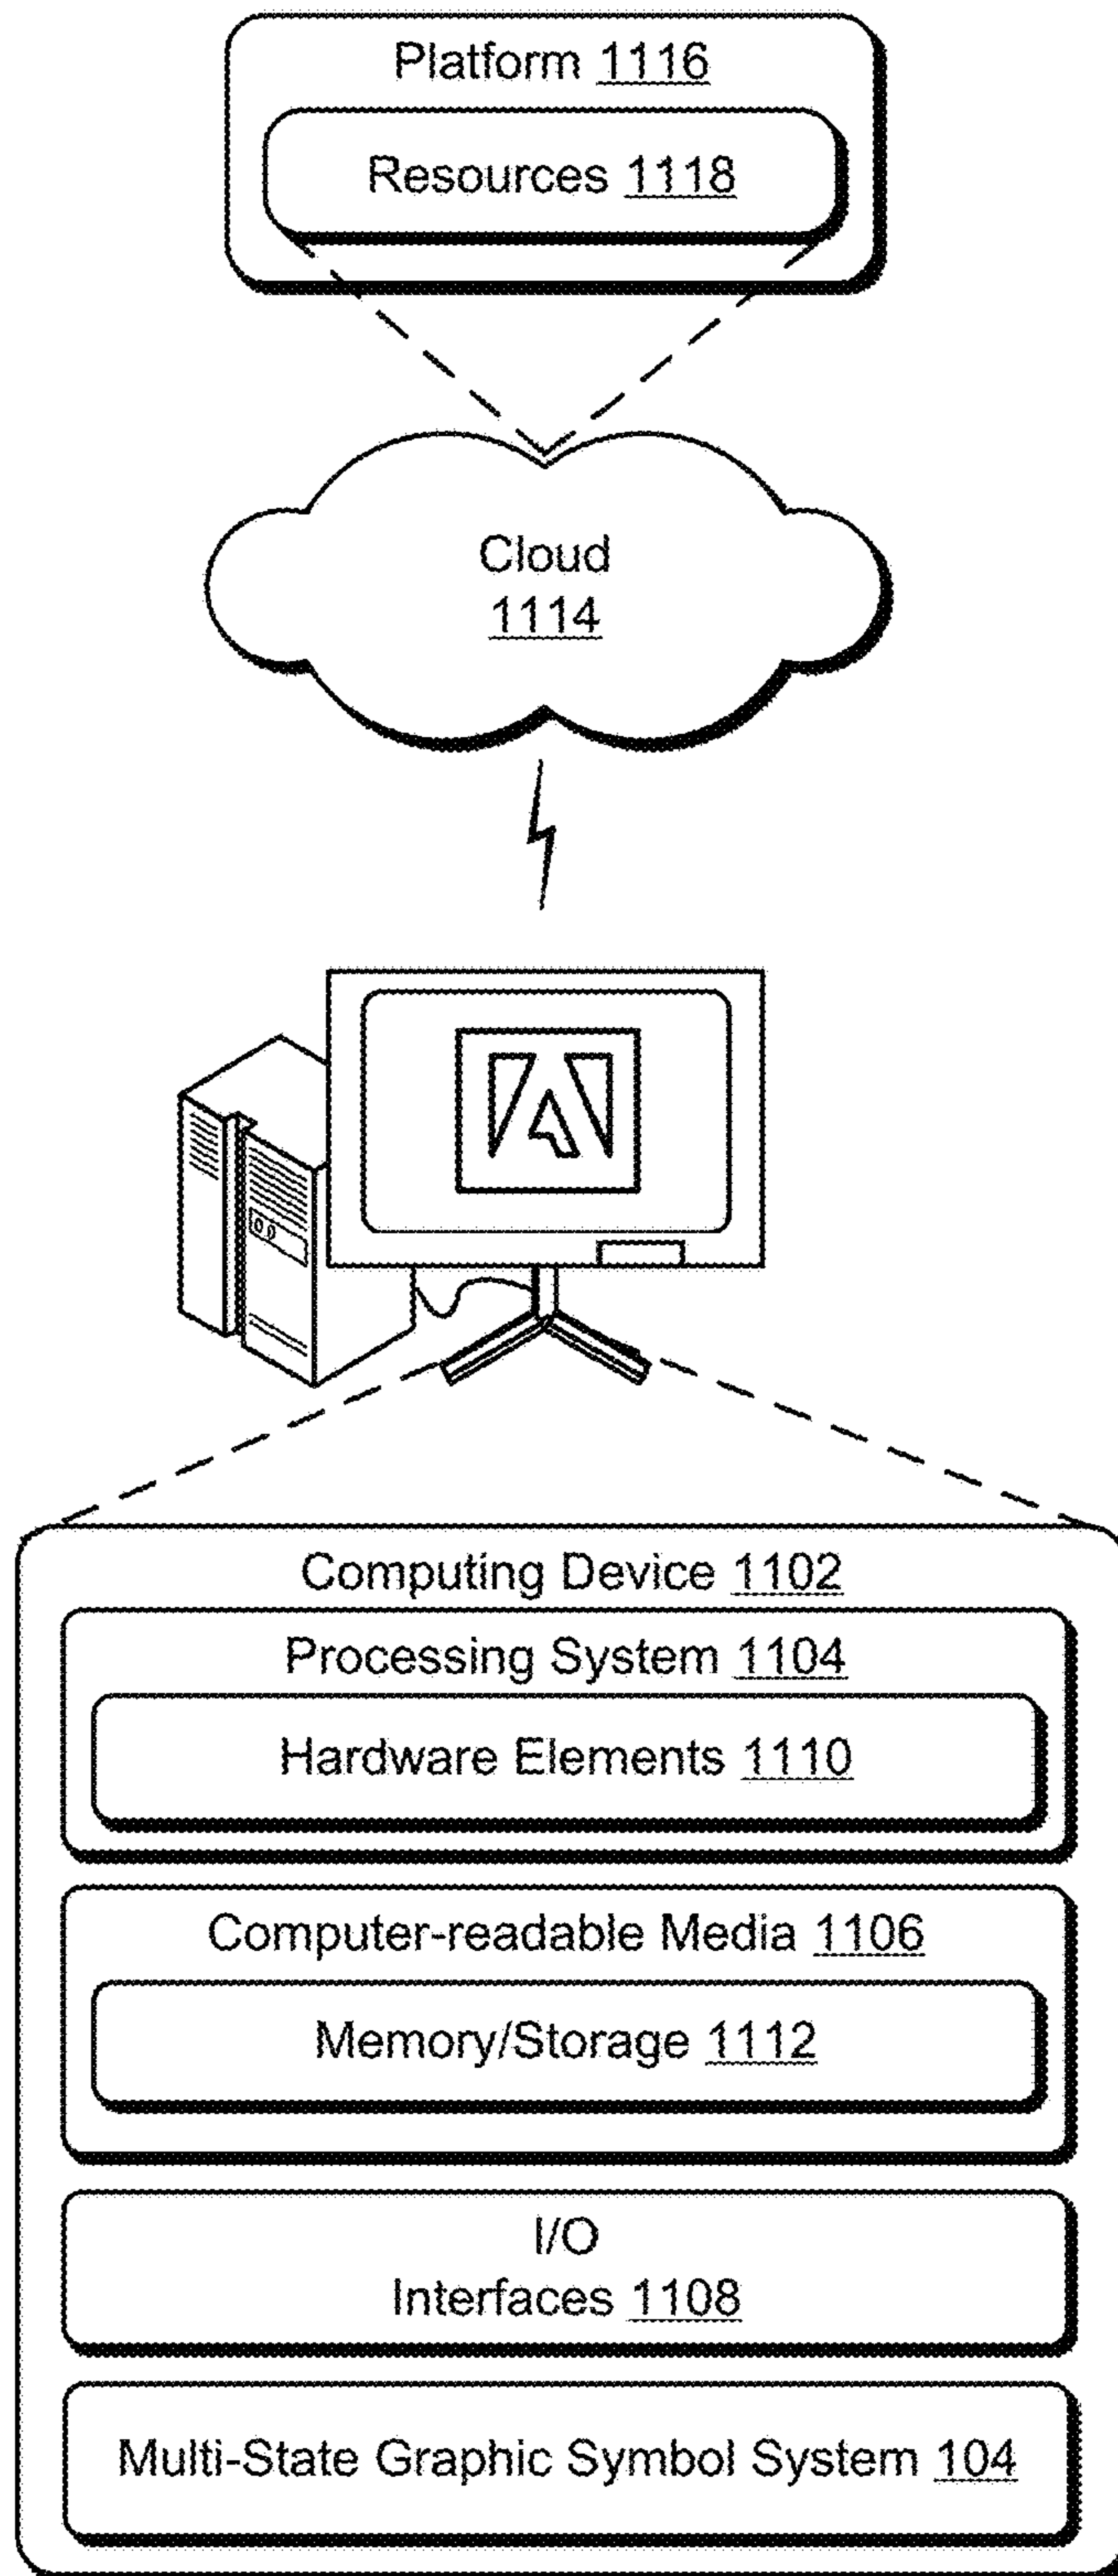 Platform 1116
Resources 1118
Cloud
1114
Computing Device 1102
Processing System 1104
Hardware Elements 1110
Computer-readable Media 1106
Memory/Storage 1112
I/O
Interfaces 1108
Multi-State Graphic Symbol System 104